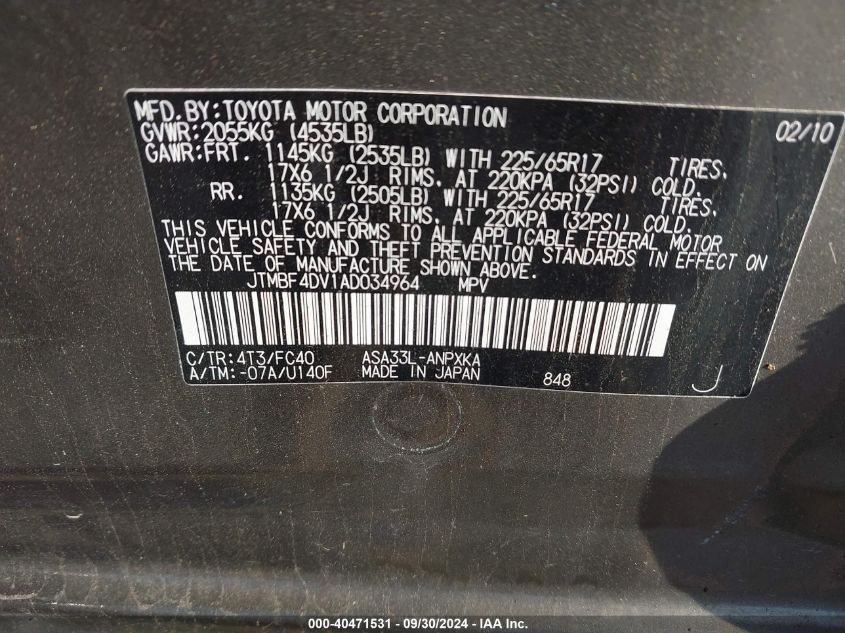 MFD.BY:TOYOTA MOTOR CORPORATION 02/10
GVWR:2055KG (4535LB)
GAWR:FRT. 1145KG (2535LB) WITH 225/65R17 TIRES.
17X6 1/2J RIMS, AT 220KPA (32PSI) COLD.
RR. 1135KG (2505LB) WITH 225/65R17 TIRES.
17X6 1/2J RIMS, AT 220KPA (32PSI) COLD.
THIS VEHICLE CONFORMS TO ALL APPLICABLE FEDERAL MOTOR
VEHICLE SAFETY AND THEFT PREVENTION STANDARDS IN EFFECT ON
THE DATE OF MANUFACTURE SHOWN ABOVE.
JTMBF4DV1AD034964 MPV
C/TR:4T3/FC40 ASA33L-ANPXKA
A/TM:-07A/U140F MADE IN JAPAN 848 J
000-40471531 - 09/30/2024 - IAA Inc.